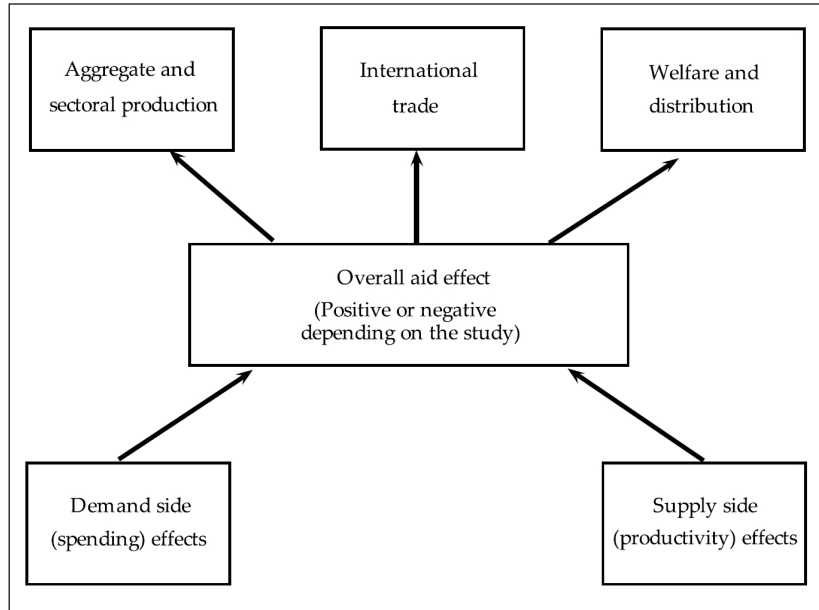 Aggregate and
sectoral production
International
trade
Welfare and
distribution
Overall aid effect
(Positive or negative
depending on the study)
Demand side
(spending) effects
Supply side
(productivity) effects